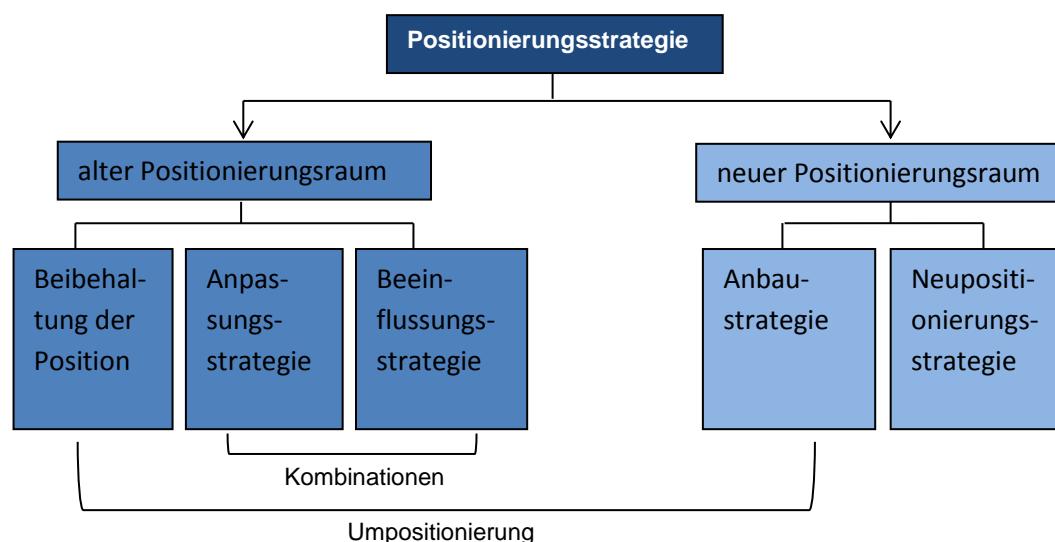 Positionierungsstrategie
alter Positionierungsraum
neuer Positionierungsraum
Beibehal-
tung der
Position
Anpas-
sungs-
strategie
Beein-
flussungs-
strategie
Anbau-
strategie
Neupositi-
onierungs-
strategie
Kombinationen
Umpositionierung